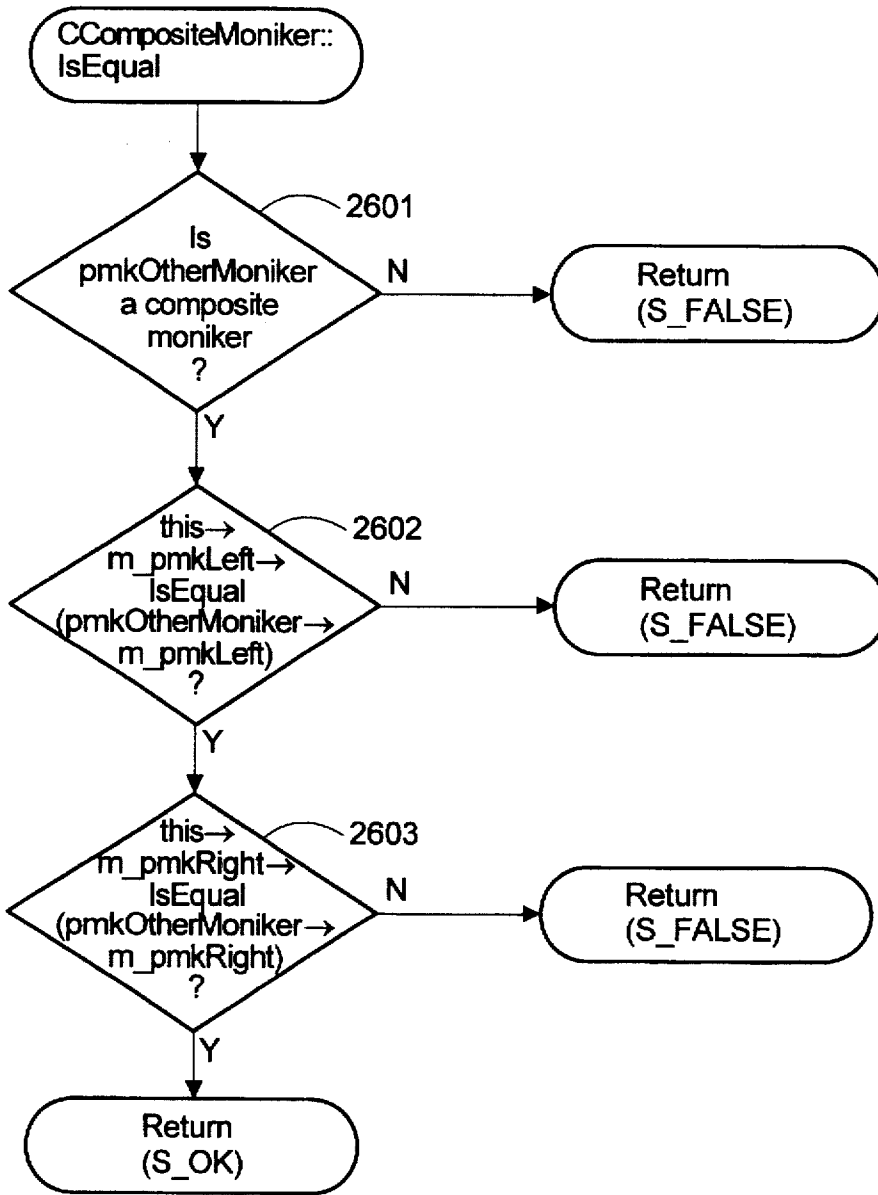 CCompositeMoniker::
IsEqual
2601
Is
pmkOtherMoniker
a composite
moniker
?
N
Return
(S_FALSE)
Y
2602
this→
m_pmkLeft→
IsEqual
(pmkOtherMoniker→
m_pmkLeft)
?
N
Return
(S_FALSE)
Y
2603
this→
m_pmkRight→
IsEqual
(pmkOtherMoniker→
m_pmkRight)
?
N
Return
(S_FALSE)
Y
Return
(S_OK)